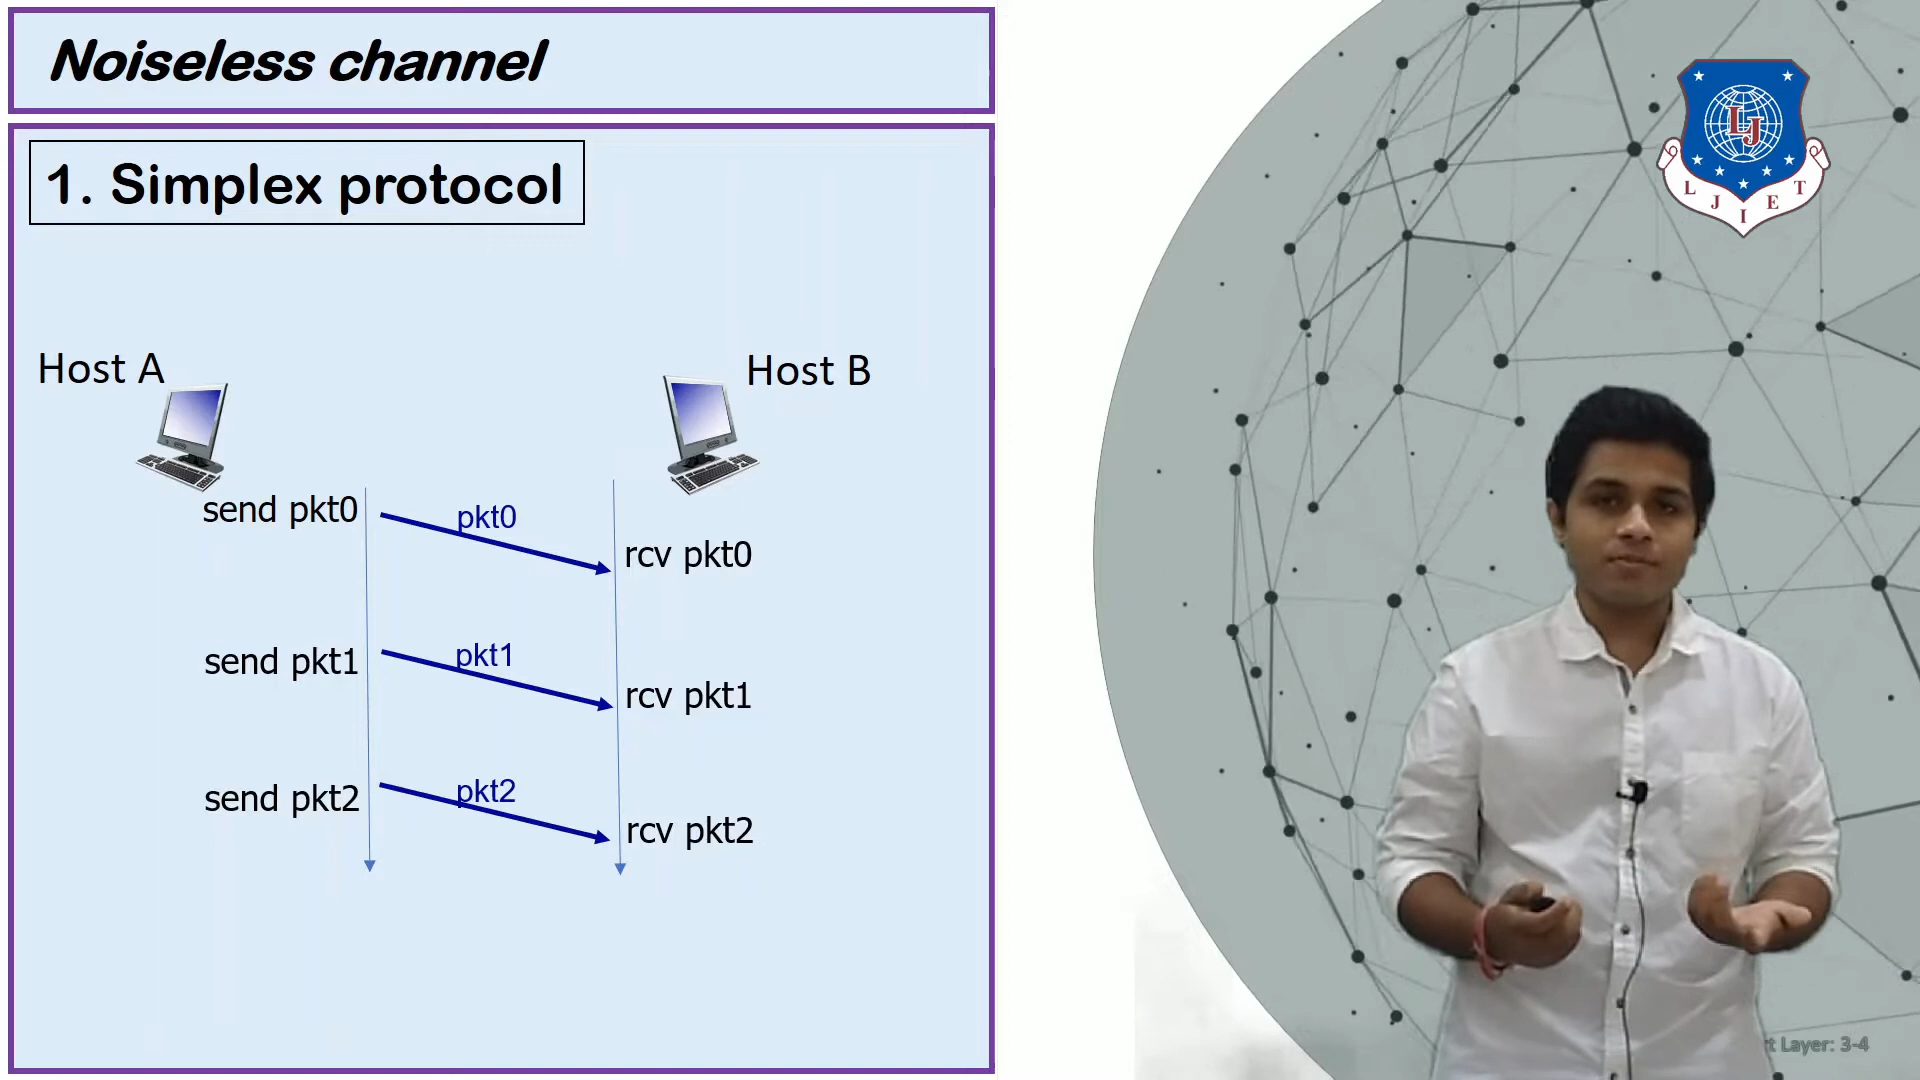 Noiseless channel
1. Simplex protocol
Host A
Host B
send pkt0
pkt0
rcv pkt0
send pkt1
pkt1
rcv pkt1
send pkt2
pkt2
rcv pkt2
LJ
L J I E T
Layer: 3-4